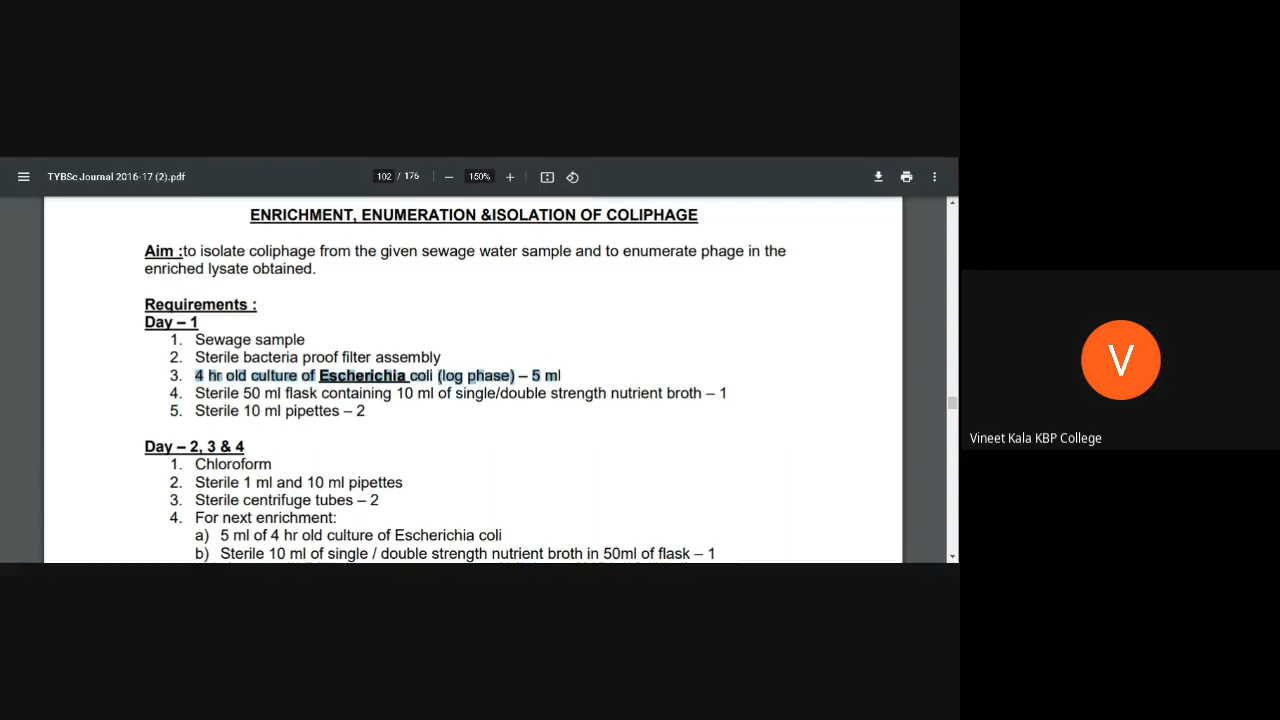 TYBSc Journal 2016-17 (2).pdf
102 / 176
150%
ENRICHMENT, ENUMERATION &ISOLATION OF COLIPHAGE
Aim :to isolate coliphage from the given sewage water sample and to enumerate phage in the
enriched lysate obtained.
Requirements :
Day – 1
1. Sewage sample
2. Sterile bacteria proof filter assembly
3. 4 hr old culture of Escherichia coli (log phase) – 5 ml
4. Sterile 50 ml flask containing 10 ml of single/double strength nutrient broth – 1
5. Sterile 10 ml pipettes – 2
Day – 2, 3 & 4
1. Chloroform
2. Sterile 1 ml and 10 ml pipettes
3. Sterile centrifuge tubes – 2
4. For next enrichment:
a) 5 ml of 4 hr old culture of Escherichia coli
b) Sterile 10 ml of single / double strength nutrient broth in 50ml of flask – 1
V
Vineet Kala KBP College